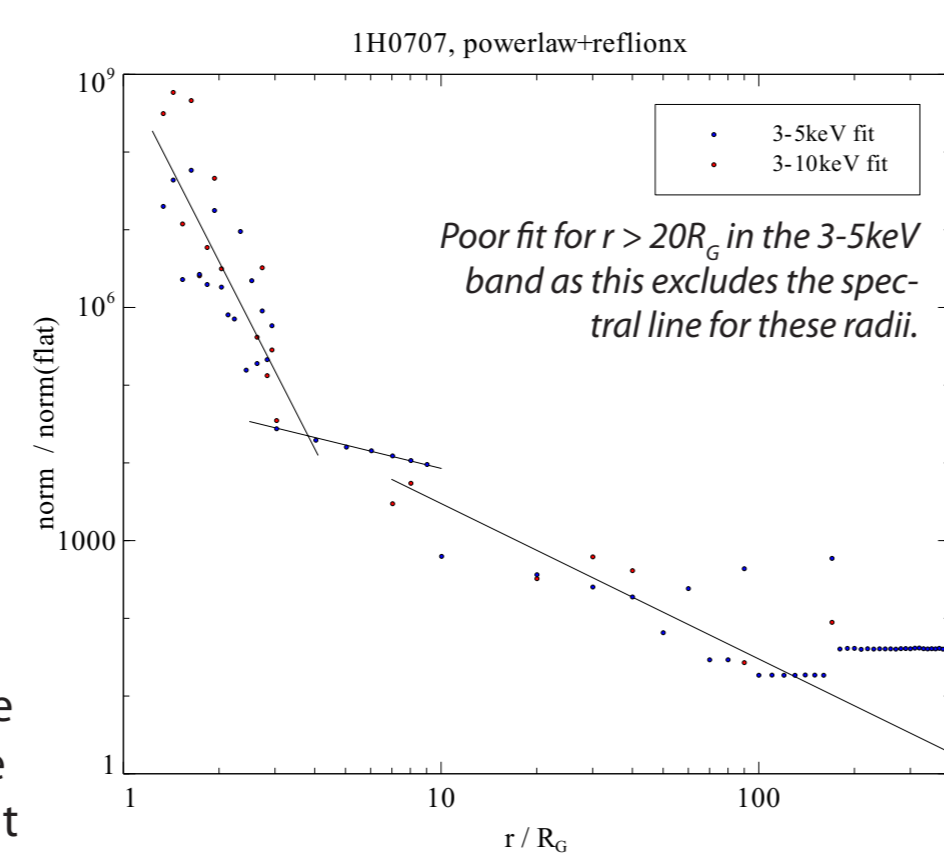 1H0707, powerlaw+reflionx
10⁹
3-5keV fit
3-10keV fit
Poor fit for r > 20R_G in the 3-5keV
band as this excludes the spec-
tral line for these radii.
10⁶
norm / norm(flat)
1000
1
1
10
100
r / R_G
e
e
t